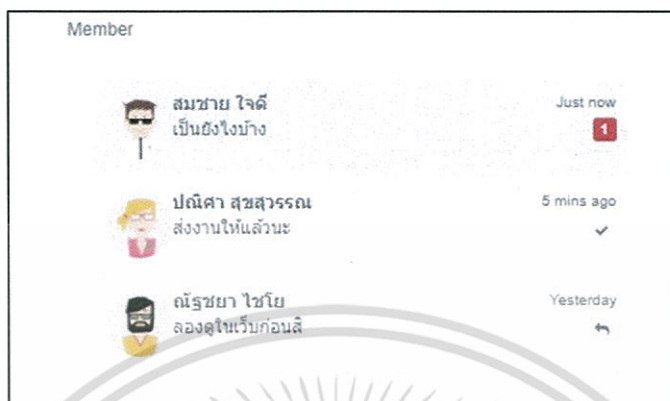 Member
สมชาย ใจดี
Just now
เป็นยังไงบ้าง
1
ปณิศา สุขสุวรรณ
5 mins ago
ส่งงานให้แล้วนะ
ณัฐชยา ไชโย
Yesterday
ลองดูในเว็บก่อนสิ